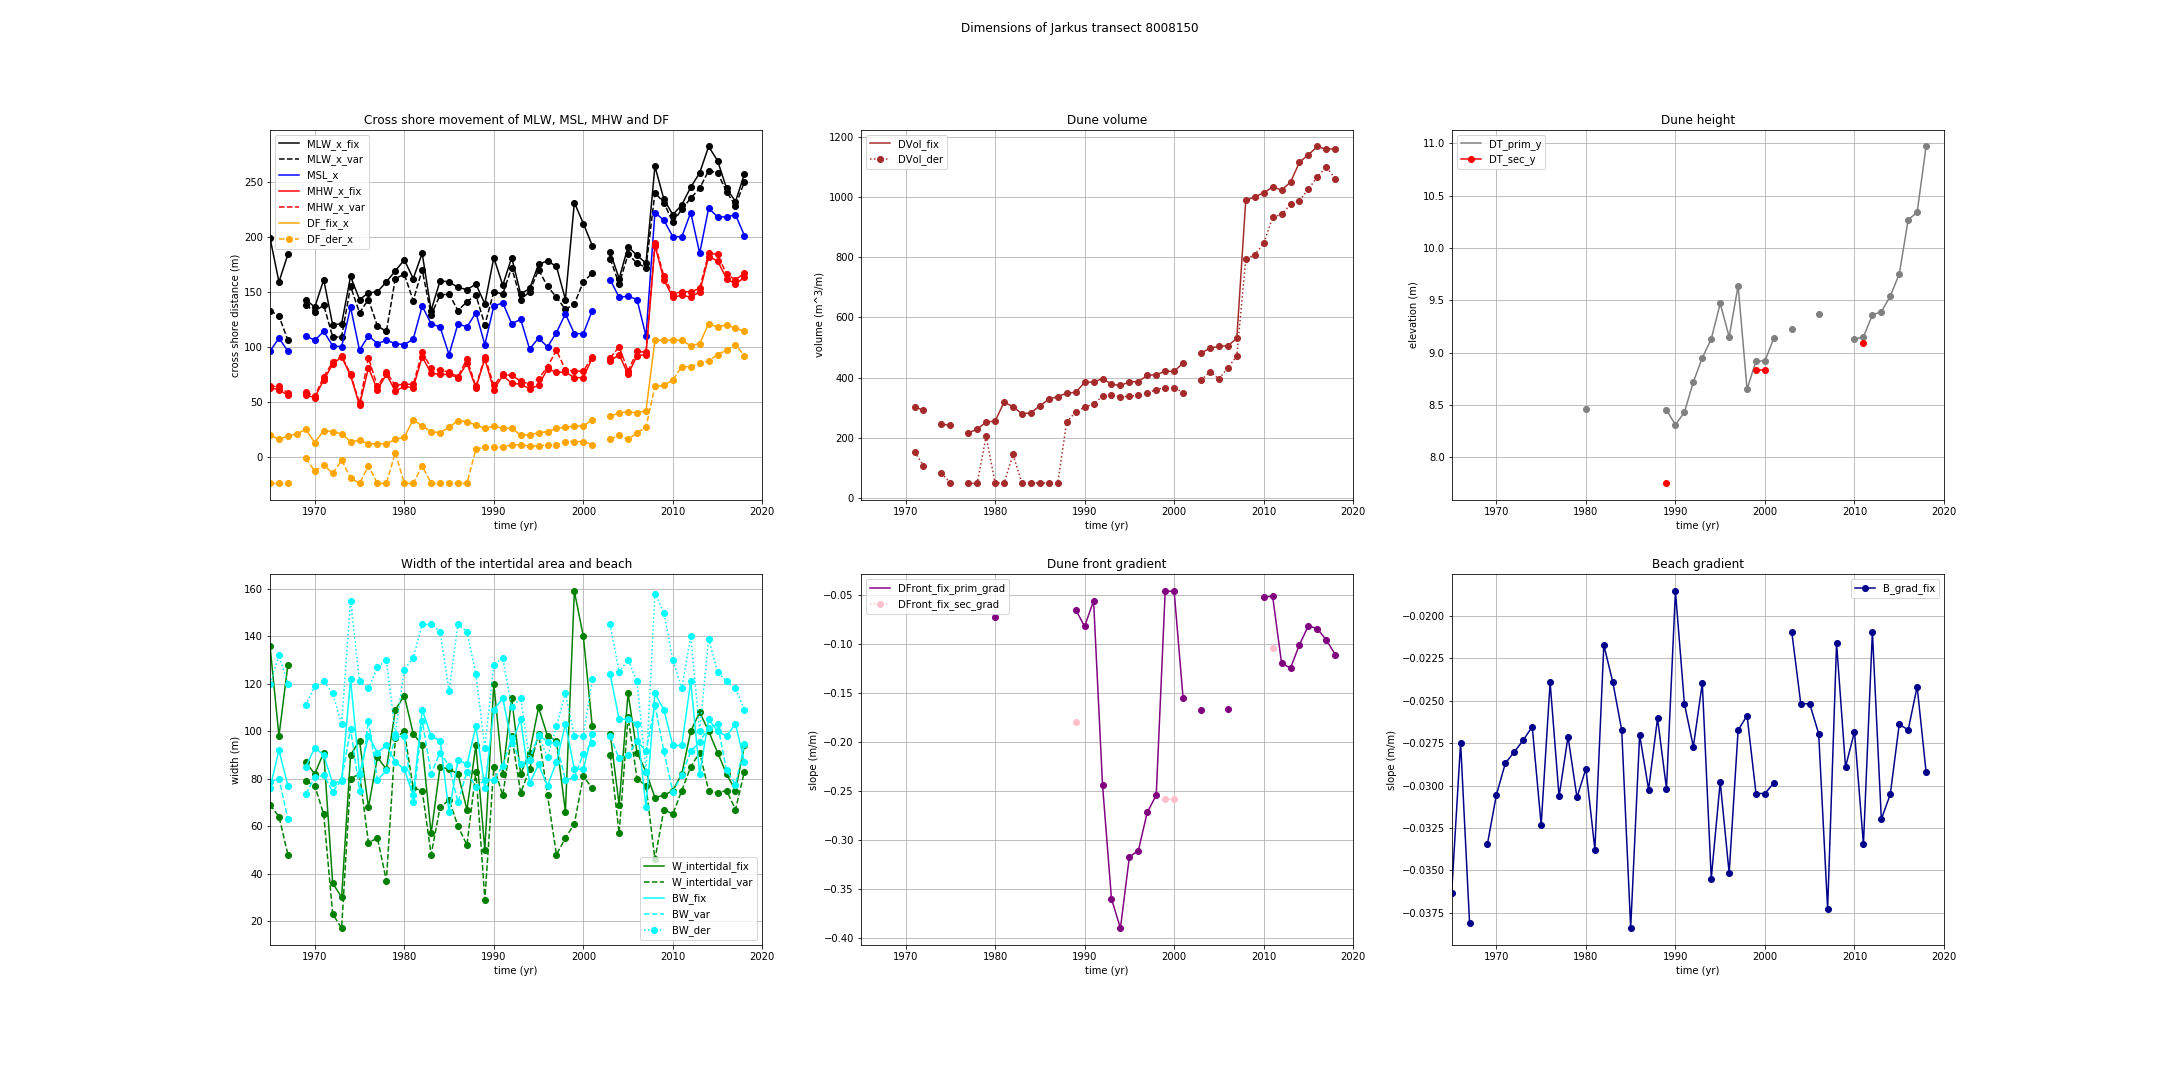 Dimensions of Jarkus transect 8008150
Cross shore movement of MLW, MSL, MHW and DF
MLW_x_fix
MLW_x_var
MSL_x
MHW_x_fix
MHW_x_var
DF_fix_x
DF_der_x
cross shore distance (m)
250
200
150
100
50
0
1970 1980 1990 2000 2010 2020
time (yr)
Dune volume
DVol_fix
DVol_der
volume (m^3/m)
1200
1000
800
600
400
200
0
1970 1980 1990 2000 2010 2020
time (yr)
Dune height
DT_prim_y
DT_sec_y
elevation (m)
11.0
10.5
10.0
9.5
9.0
8.5
8.0
1970 1980 1990 2000 2010 2020
time (yr)
Width of the intertidal area and beach
W_intertidal_fix
W_intertidal_var
BW_fix
BW_var
BW_der
width (m)
160
140
120
100
80
60
40
20
1970 1980 1990 2000 2010 2020
time (yr)
Dune front gradient
DFront_fix_prim_grad
DFront_fix_sec_grad
slope (m/m)
−0.05
−0.10
−0.15
−0.20
−0.25
−0.30
−0.35
−0.40
1970 1980 1990 2000 2010 2020
time (yr)
Beach gradient
B_grad_fix
slope (m/m)
−0.0200
−0.0225
−0.0250
−0.0275
−0.0300
−0.0325
−0.0350
−0.0375
1970 1980 1990 2000 2010 2020
time (yr)